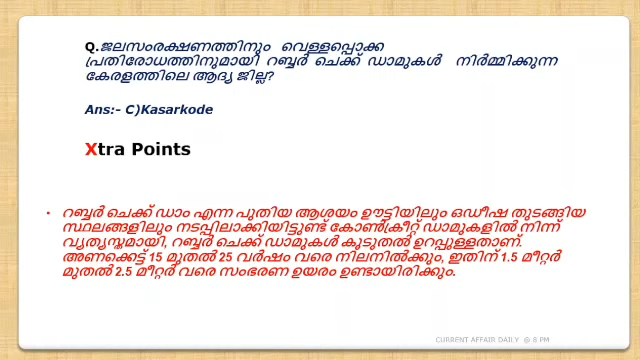 Q.ജലസംരക്ഷണത്തിനും വെള്ളപ്പൊക്ക
പ്രതിരോധത്തിനുമായി റബ്ബർ ചെക്ക് ഡാമുകൾ നിർമ്മിക്കുന്ന
കേരളത്തിലെ ആദ്യ ജില്ല?
Ans:- C)Kasarkode
Xtra Points
• റബ്ബർ ചെക്ക് ഡാം എന്ന പുതിയ ആശയം ഊട്ടിയിലും ഒഡീഷ തുടങ്ങിയ
സ്ഥലങ്ങളിലും നടപ്പിലാക്കിയിട്ടുണ്ട് കോൺക്രീറ്റ് ഡാമുകളിൽ നിന്ന്
വ്യത്യസ്തമായി, റബ്ബർ ചെക്ക് ഡാമുകൾ കൂടുതൽ ഉറപ്പുള്ളതാണ്.
അണക്കെട്ട് 15 മുതൽ 25 വർഷം വരെ നിലനിൽക്കും, ഇതിന് 1.5 മീറ്റർ
മുതൽ 2.5 മീറ്റർ വരെ സംഭരണ ഉയരം ഉണ്ടായിരിക്കും.
CURRENT AFFAIR DAILY @ 8 PM